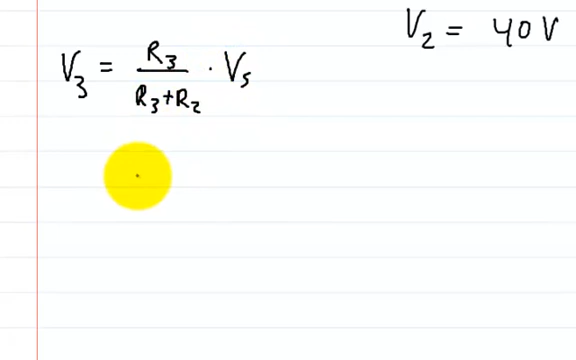 V₂ = 40 V
V₃ = R₃ / (R₃+R₂) · Vₛ